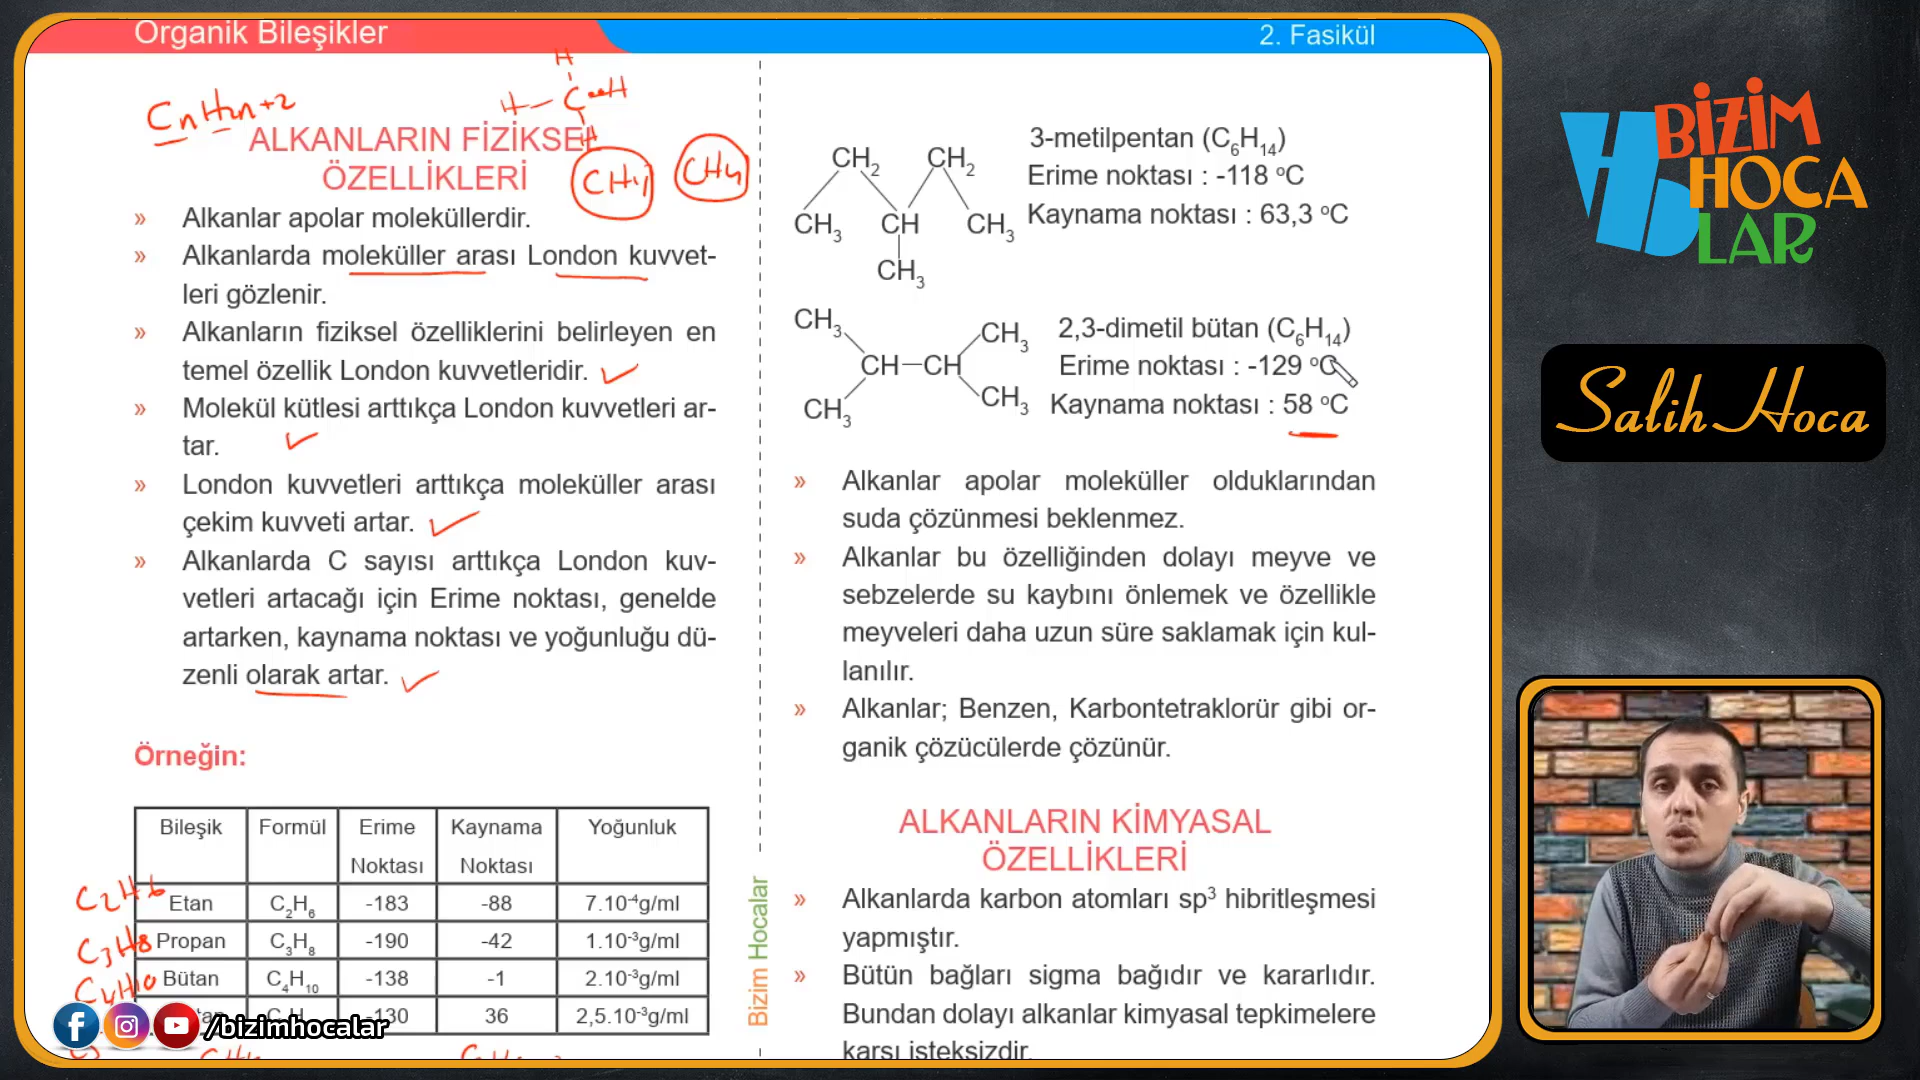 Organik Bileşikler
2. Fasikül
CnH2n+2
H
H-C-H
H
CH4
CH4
ALKANLARIN FİZİKSEL
ÖZELLİKLERİ
» Alkanlar apolar moleküllerdir.
» Alkanlarda moleküller arası London kuvvet-
leri gözlenir.
» Alkanların fiziksel özelliklerini belirleyen en
temel özellik London kuvvetleridir.
» Molekül kütlesi arttıkça London kuvvetleri ar-
tar.
» London kuvvetleri arttıkça moleküller arası
çekim kuvveti artar.
» Alkanlarda C sayısı arttıkça London kuv-
vetleri artacağı için Erime noktası, genelde
artarken, kaynama noktası ve yoğunluğu dü-
zenli olarak artar.
Örneğin:
Bileşik Formül Erime Noktası Kaynama Noktası Yoğunluk
C2H6 Etan C₂H₆ -183 -88 7.10⁻⁴g/ml
C3H8 Propan C₃H₈ -190 -42 1.10⁻³g/ml
C4H10 Bütan C₄H₁₀ -138 -1 2.10⁻³g/ml
-130 36 2,5.10⁻³g/ml
/bizimhocalar
Bizim Hocalar
CH₂ CH₂
CH₃ CH CH₃
CH₃
3-metilpentan (C₆H₁₄)
Erime noktası : -118 ºC
Kaynama noktası : 63,3 ºC
CH₃ CH₃
CH—CH
CH₃ CH₃
2,3-dimetil bütan (C₆H₁₄)
Erime noktası : -129 ºC
Kaynama noktası : 58 ºC
» Alkanlar apolar moleküller olduklarından
suda çözünmesi beklenmez.
» Alkanlar bu özelliğinden dolayı meyve ve
sebzelerde su kaybını önlemek ve özellikle
meyveleri daha uzun süre saklamak için kul-
lanılır.
» Alkanlar; Benzen, Karbontetraklorür gibi or-
ganik çözücülerde çözünür.
ALKANLARIN KİMYASAL
ÖZELLİKLERİ
» Alkanlarda karbon atomları sp³ hibritleşmesi
yapmıştır.
» Bütün bağları sigma bağıdır ve kararlıdır.
Bundan dolayı alkanlar kimyasal tepkimelere
karşı isteksizdir.
BİZİM
HOCA
LAR
Salih Hoca